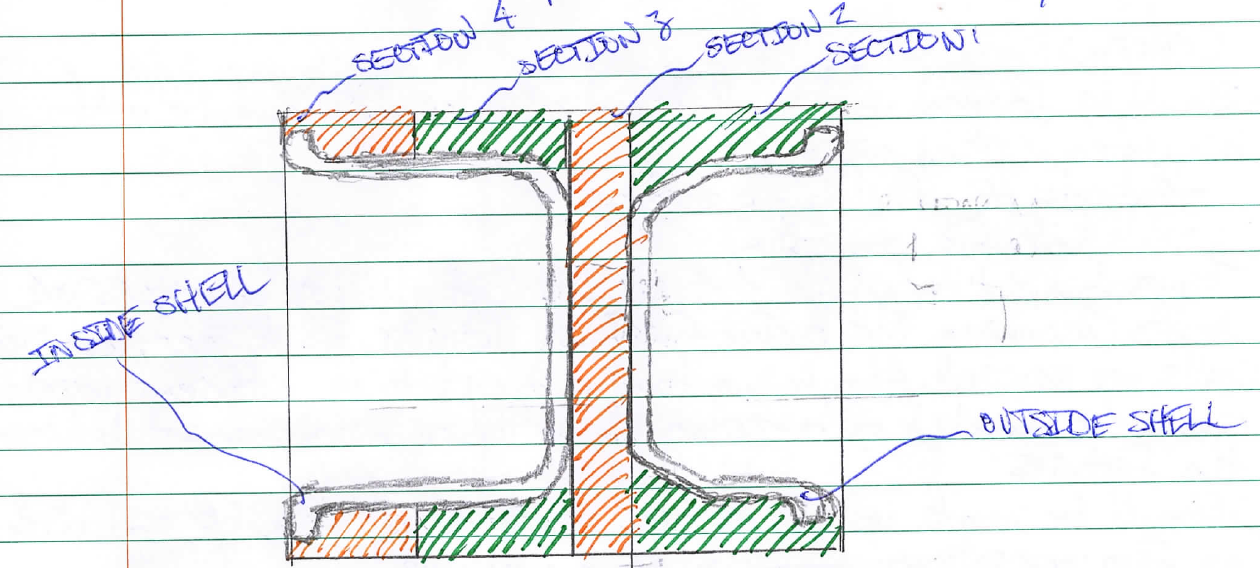 SECTION 4
SECTION 3
SECTION 2
SECTION 1
INSIDE SHELL
OUTSIDE SHELL